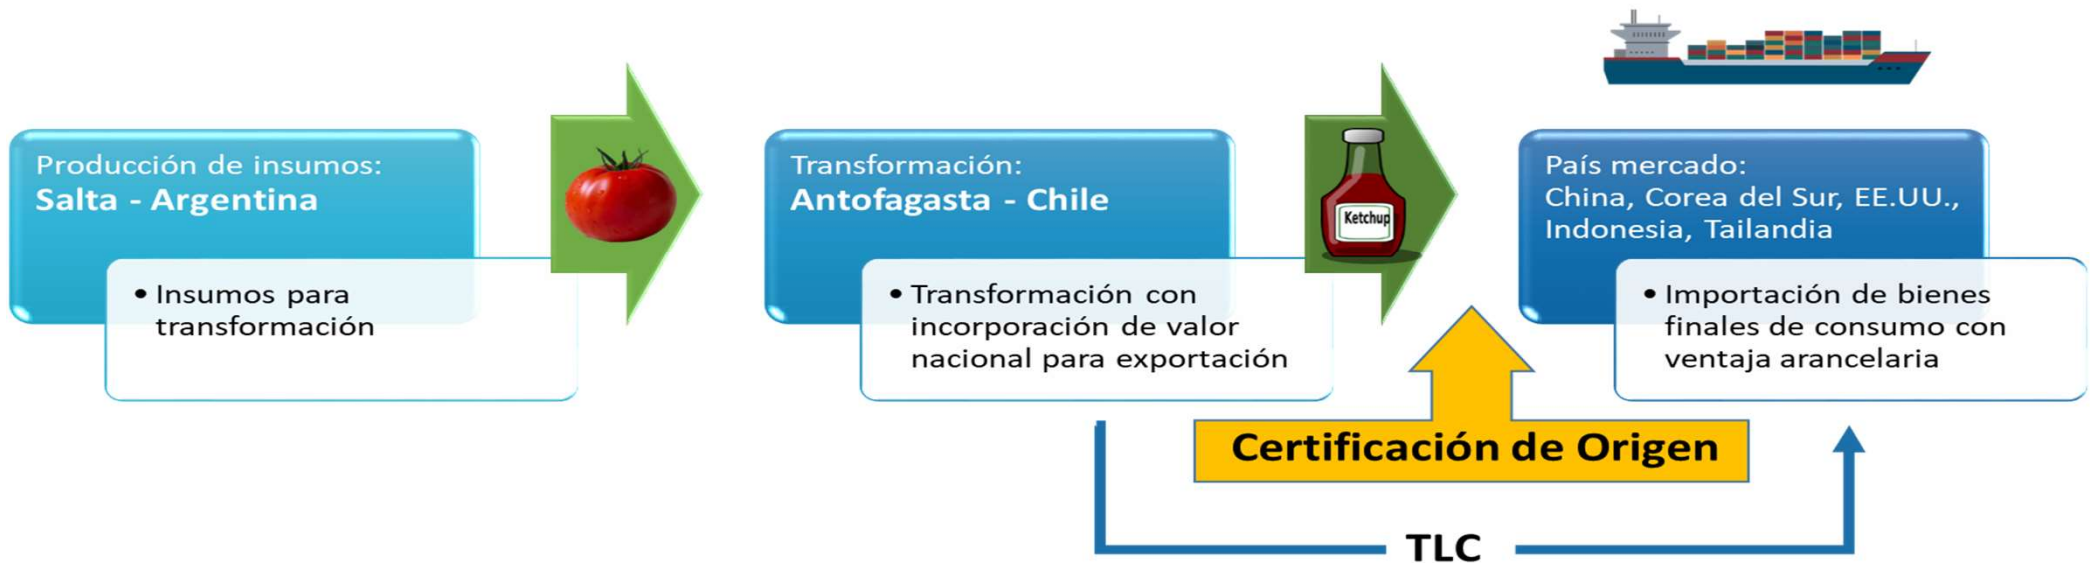 Producción de insumos:
Salta - Argentina
• Insumos para
transformación
Transformación:
Antofagasta - Chile
• Transformación con
incorporación de valor
nacional para exportación
Ketchup
País mercado:
China, Corea del Sur, EE.UU.,
Indonesia, Tailandia
• Importación de bienes
finales de consumo con
ventaja arancelaria
Certificación de Origen
TLC